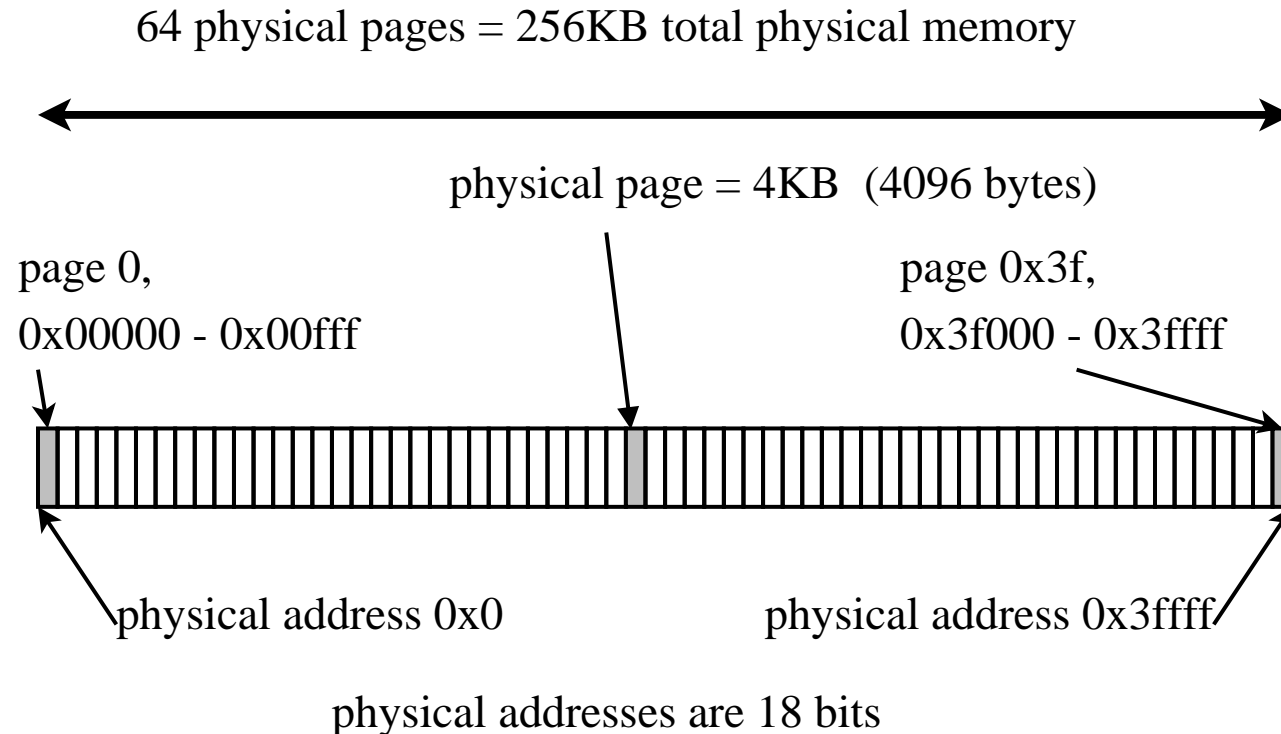 64 physical pages = 256KB total physical memory
physical page = 4KB (4096 bytes)
page 0,
0x00000 - 0x00fff
page 0x3f,
0x3f000 - 0x3ffff
physical address 0x0
physical address 0x3ffff
physical addresses are 18 bits